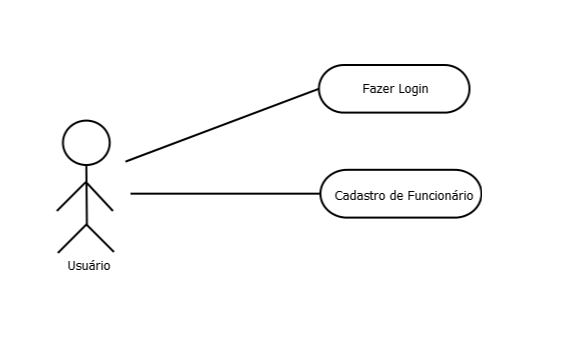 Fazer Login
Cadastro de Funcionário
Usuário